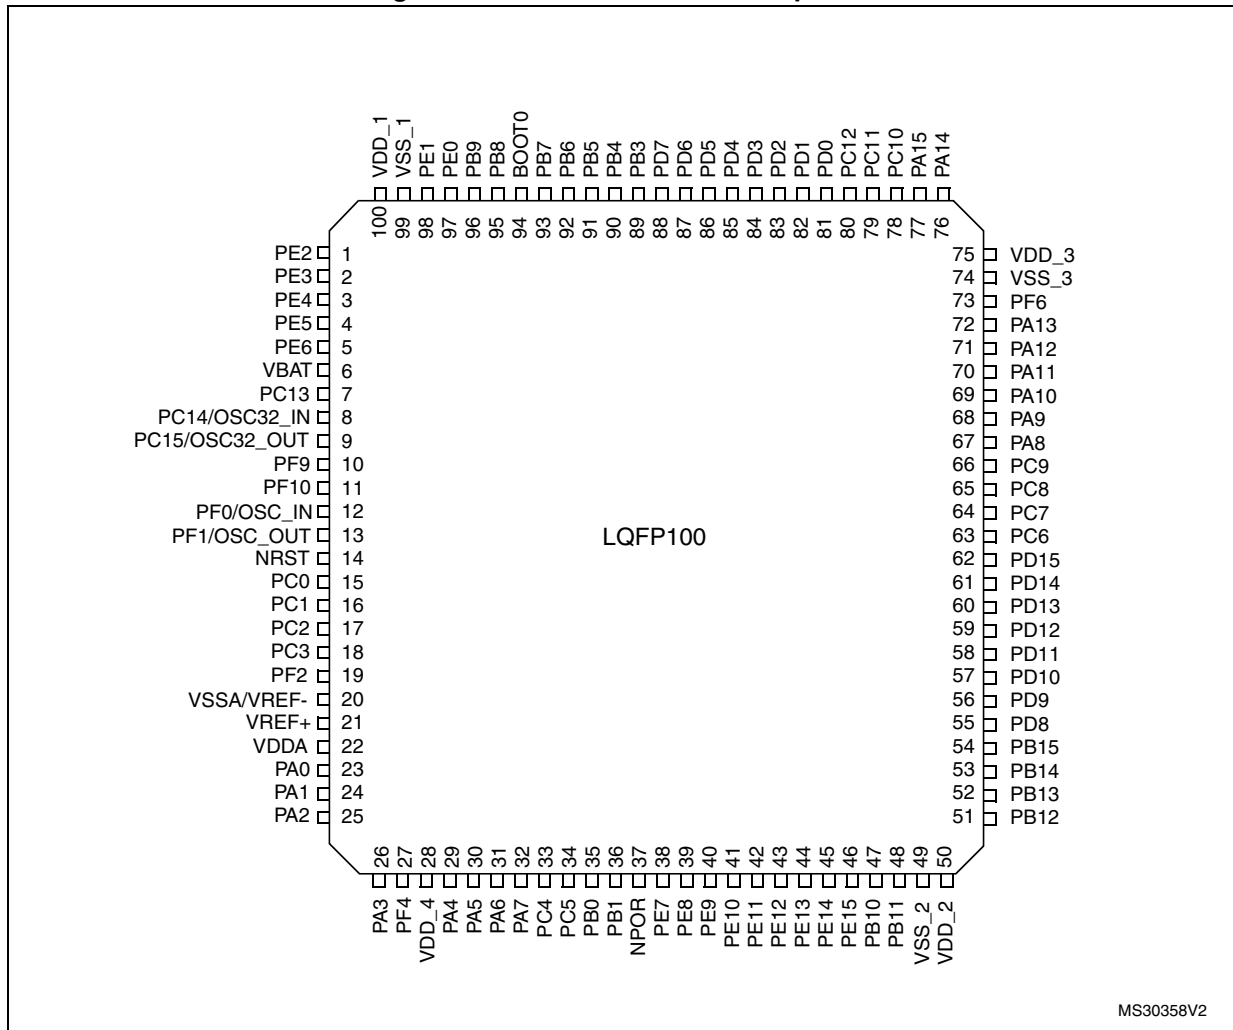 VDD_1
VSS_1
PE1
PE0
PB9
PB8
BOOT0
PB7
PB6
PB5
PB4
PB3
PD7
PD6
PD5
PD4
PD3
PD2
PD1
PD0
PC12
PC11
PC10
PA15
PA14
100
99
98
97
96
95
94
93
92
91
90
89
88
87
86
85
84
83
82
81
80
79
78
77
76
PE2 1
PE3 2
PE4 3
PE5 4
PE6 5
VBAT 6
PC13 7
PC14/OSC32_IN 8
PC15/OSC32_OUT 9
PF9 10
PF10 11
PF0/OSC_IN 12
PF1/OSC_OUT 13
NRST 14
PC0 15
PC1 16
PC2 17
PC3 18
PF2 19
VSSA/VREF- 20
VREF+ 21
VDDA 22
PA0 23
PA1 24
PA2 25
LQFP100
75 VDD_3
74 VSS_3
73 PF6
72 PA13
71 PA12
70 PA11
69 PA10
68 PA9
67 PA8
66 PC9
65 PC8
64 PC7
63 PC6
62 PD15
61 PD14
60 PD13
59 PD12
58 PD11
57 PD10
56 PD9
55 PD8
54 PB15
53 PB14
52 PB13
51 PB12
26
27
28
29
30
31
32
33
34
35
36
37
38
39
40
41
42
43
44
45
46
47
48
49
50
PA3
PF4
VDD_4
PA4
PA5
PA6
PA7
PC4
PC5
PB0
PB1
NPOR
PE7
PE8
PE9
PE10
PE11
PE12
PE13
PE14
PE15
PB10
PB11
VSS_2
VDD_2
MS30358V2